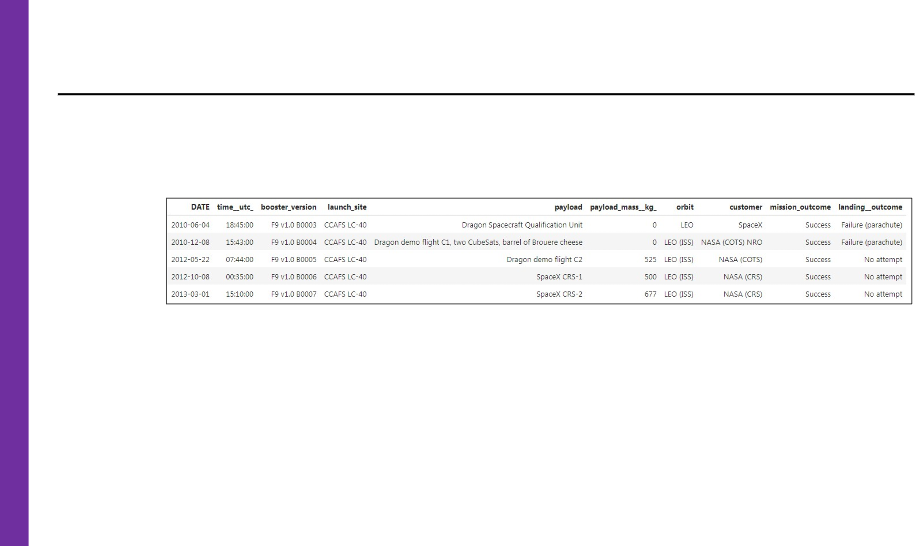 DATE time__utc_ booster_version launch_site payload payload_mass__kg_ orbit customer mission_outcome landing__outcome
2010-06-04 18:45:00 F9 v1.0 B0003 CCAFS LC-40 Dragon Spacecraft Qualification Unit 0 LEO SpaceX Success Failure (parachute)
2010-12-08 15:43:00 F9 v1.0 B0004 CCAFS LC-40 Dragon demo flight C1, two CubeSats, barrel of Brouere cheese 0 LEO (ISS) NASA (COTS) NRO Success Failure (parachute)
2012-05-22 07:44:00 F9 v1.0 B0005 CCAFS LC-40 Dragon demo flight C2 525 LEO (ISS) NASA (COTS) Success No attempt
2012-10-08 00:35:00 F9 v1.0 B0006 CCAFS LC-40 SpaceX CRS-1 500 LEO (ISS) NASA (CRS) Success No attempt
2013-03-01 15:10:00 F9 v1.0 B0007 CCAFS LC-40 SpaceX CRS-2 677 LEO (ISS) NASA (CRS) Success No attempt